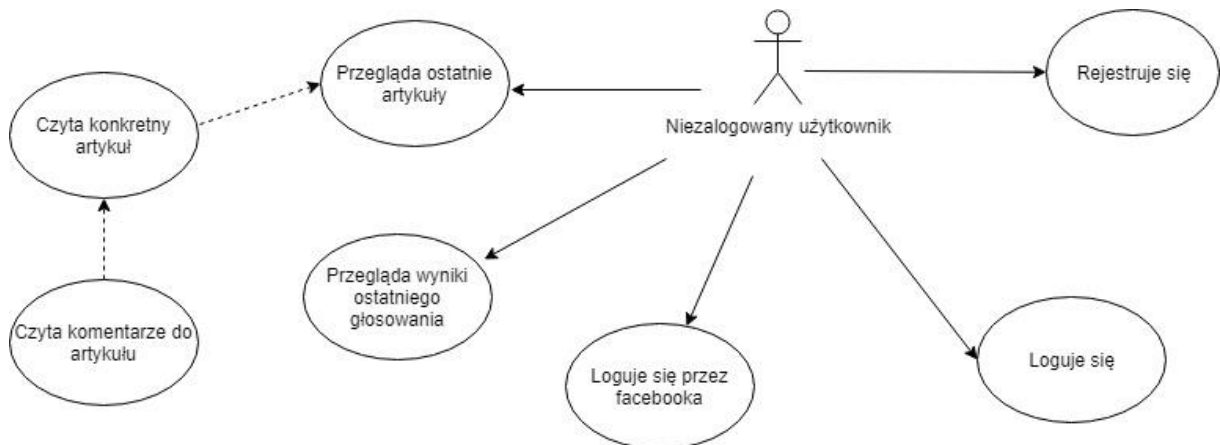 Przegląda ostatnie
artykuły
Rejestruje się
Czyta konkretny
artykuł
Niezalogowany użytkownik
Przegląda wyniki
ostatniego
głosowania
Czyta komentarze do
artykułu
Loguje się przez
facebooka
Loguje się